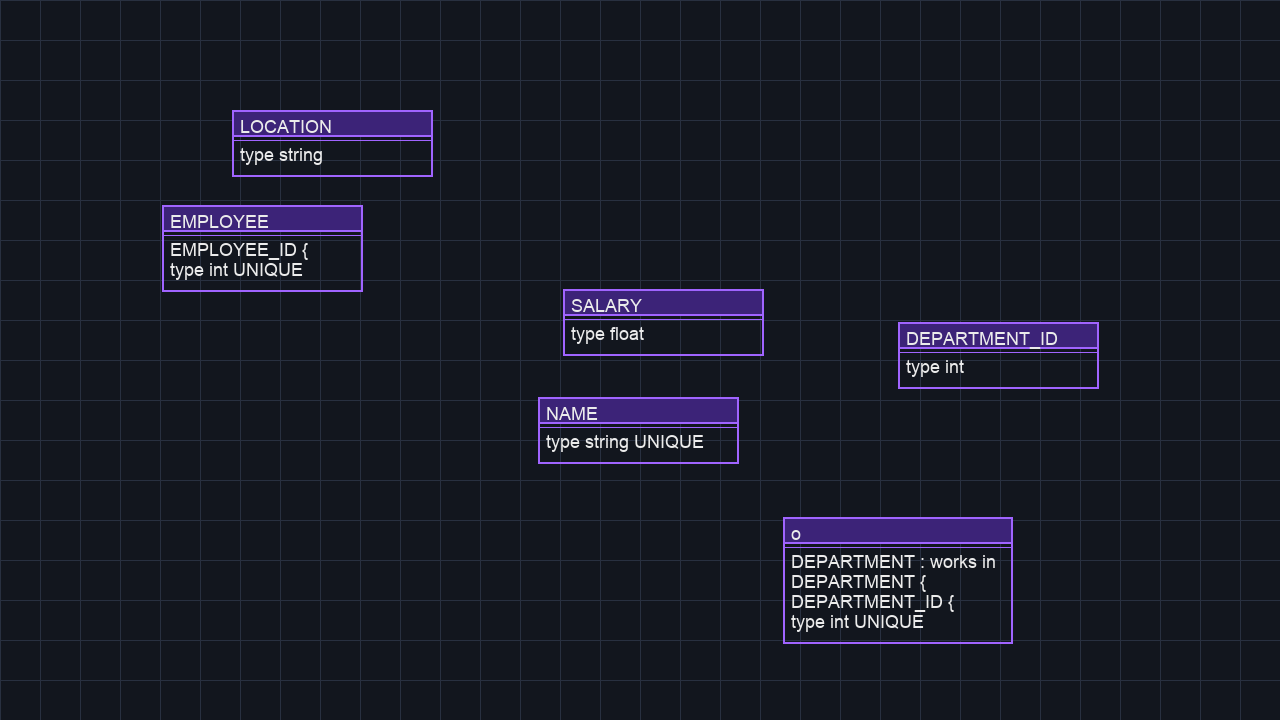 LOCATION
type string
EMPLOYEE
EMPLOYEE_ID {
type int UNIQUE
SALARY
type float
DEPARTMENT_ID
type int
NAME
type string UNIQUE
o
DEPARTMENT : works in
DEPARTMENT {
DEPARTMENT_ID {
type int UNIQUE